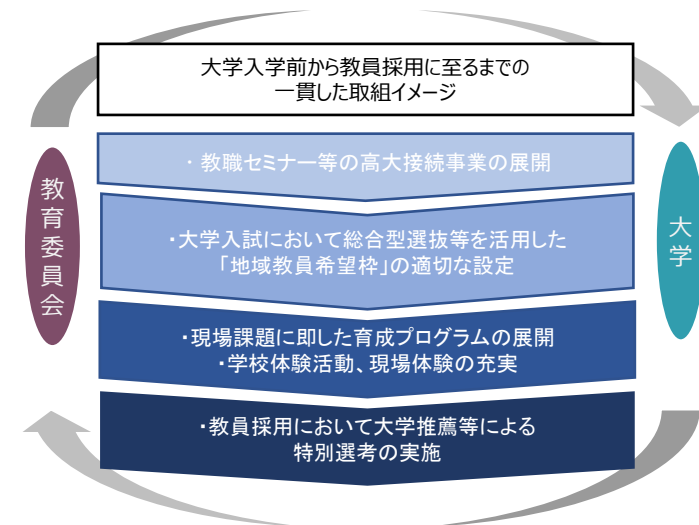 大学入学前から教員採用に至るまでの
一貫した取組イメージ
・教職セミナー等の高大接続事業の展開
教育委員会
・大学入試において総合型選抜等を活用した
「地域教員希望枠」の適切な設定
大学
・現場課題に即した育成プログラムの展開
・学校体験活動、現場体験の充実
・教員採用において大学推薦等による
特別選考の実施